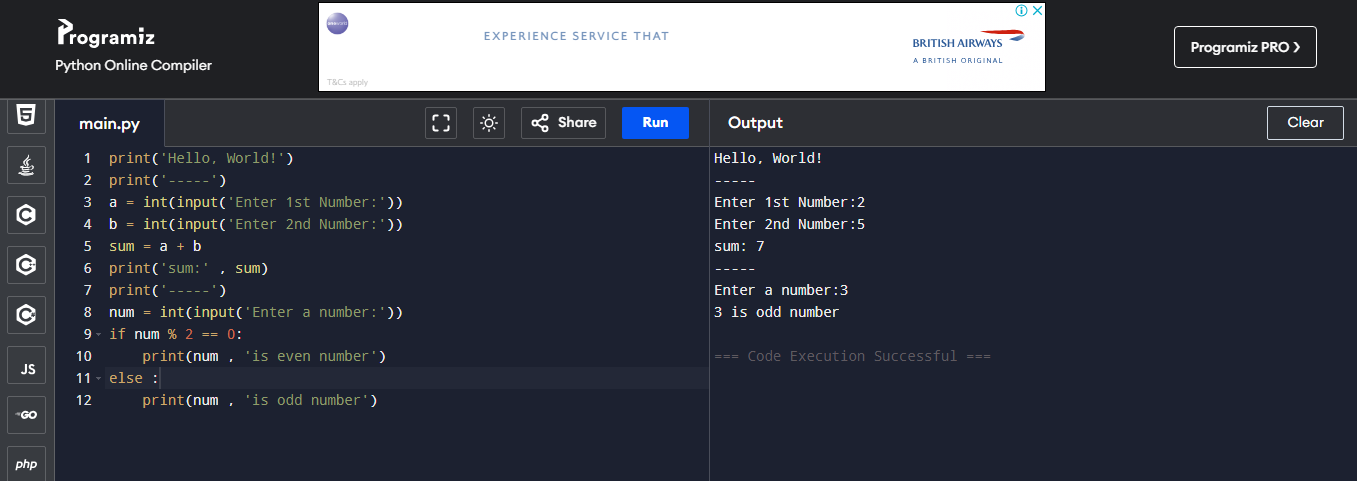 Programiz
Python Online Compiler
EXPERIENCE SERVICE THAT
BRITISH AIRWAYS
A BRITISH ORIGINAL
T&Cs apply
Programiz PRO ❯
main.py
Share
Run
Output
Clear
5
C
C++
C#
JS
GO
php
1 print('Hello, World!')
2 print('-----')
3 a = int(input('Enter 1st Number:'))
4 b = int(input('Enter 2nd Number:'))
5 sum = a + b
6 print('sum:' , sum)
7 print('-----')
8 num = int(input('Enter a number:'))
9 if num % 2 == 0:
10     print(num , 'is even number')
11 else :
12     print(num , 'is odd number')
Hello, World!
-----
Enter 1st Number:2
Enter 2nd Number:5
sum: 7
-----
Enter a number:3
3 is odd number
=== Code Execution Successful ===